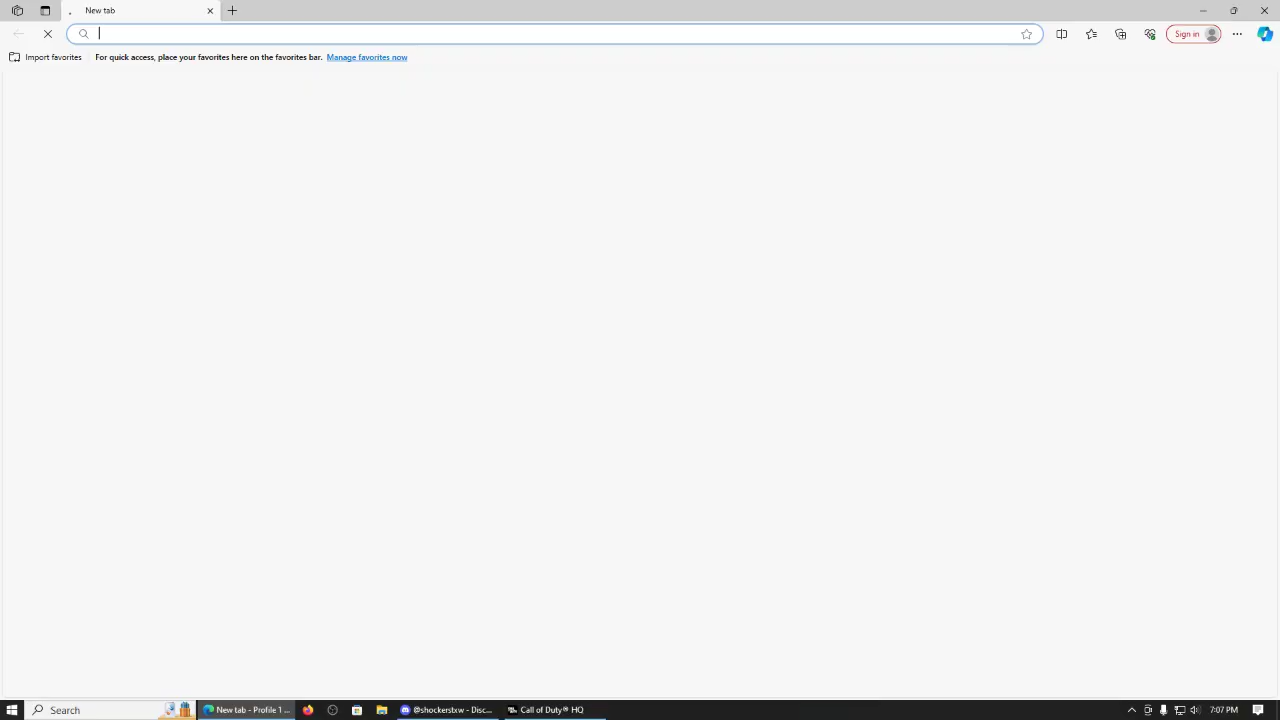 New tab
Sign in
Import favorites
For quick access, place your favorites here on the favorites bar. Manage favorites now
Search
New tab - Profile 1 ...
@shockerstxw - Disc...
Call of Duty® HQ
7:07 PM